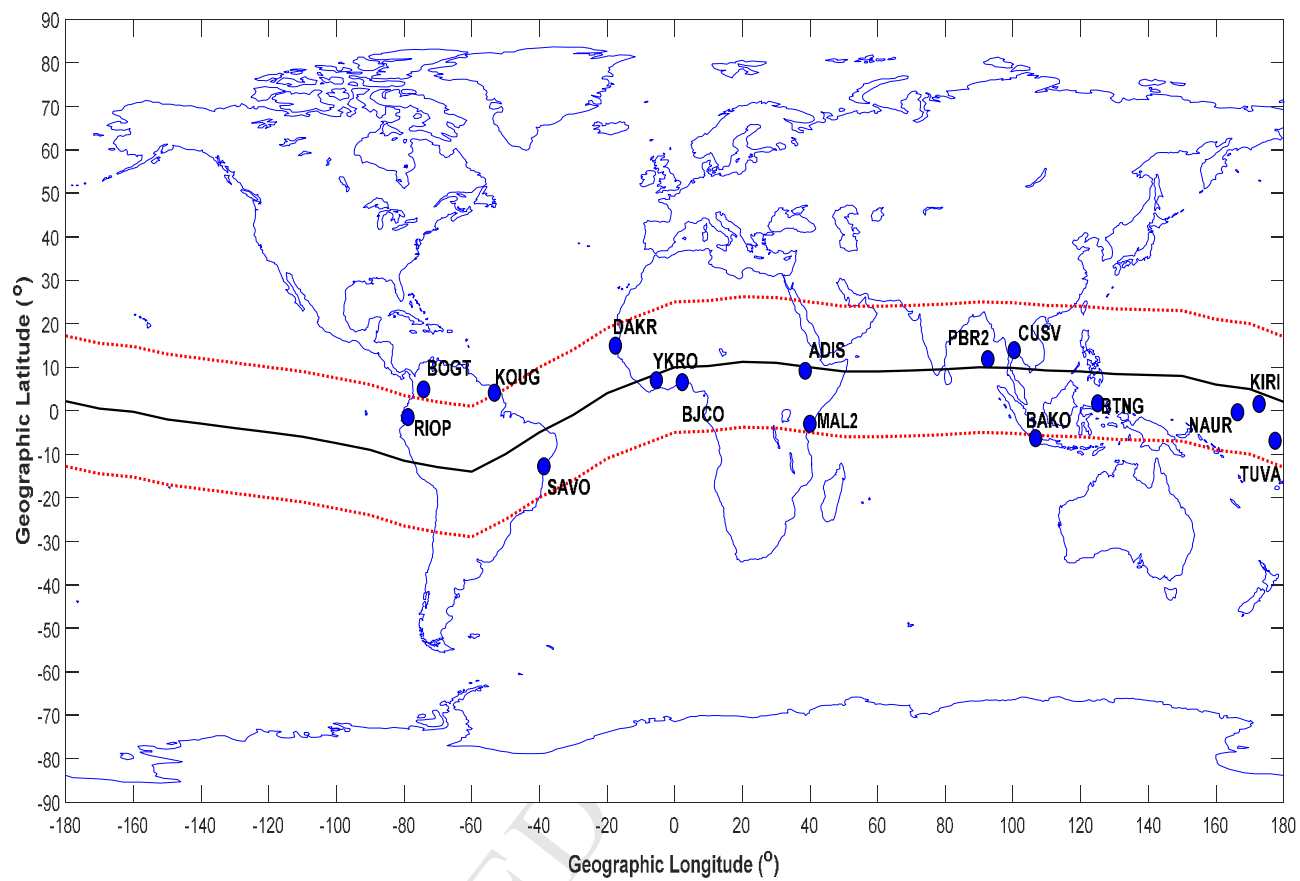 90
80
70
60
50
40
30
20
10
0
-10
-20
-30
-40
-50
-60
-70
-80
-90
Geographic Latitude (o)
DAKR
YKRO
ADIS
PBR2
CUSV
BOGT
KOUG
KIRI
RIOP
BJCO
MAL2
BAKO
BTNG
NAUR
SAVO
TUVA
-180 -160 -140 -120 -100 -80 -60 -40 -20 0 20 40 60 80 100 120 140 160 180
Geographic Longitude (o)